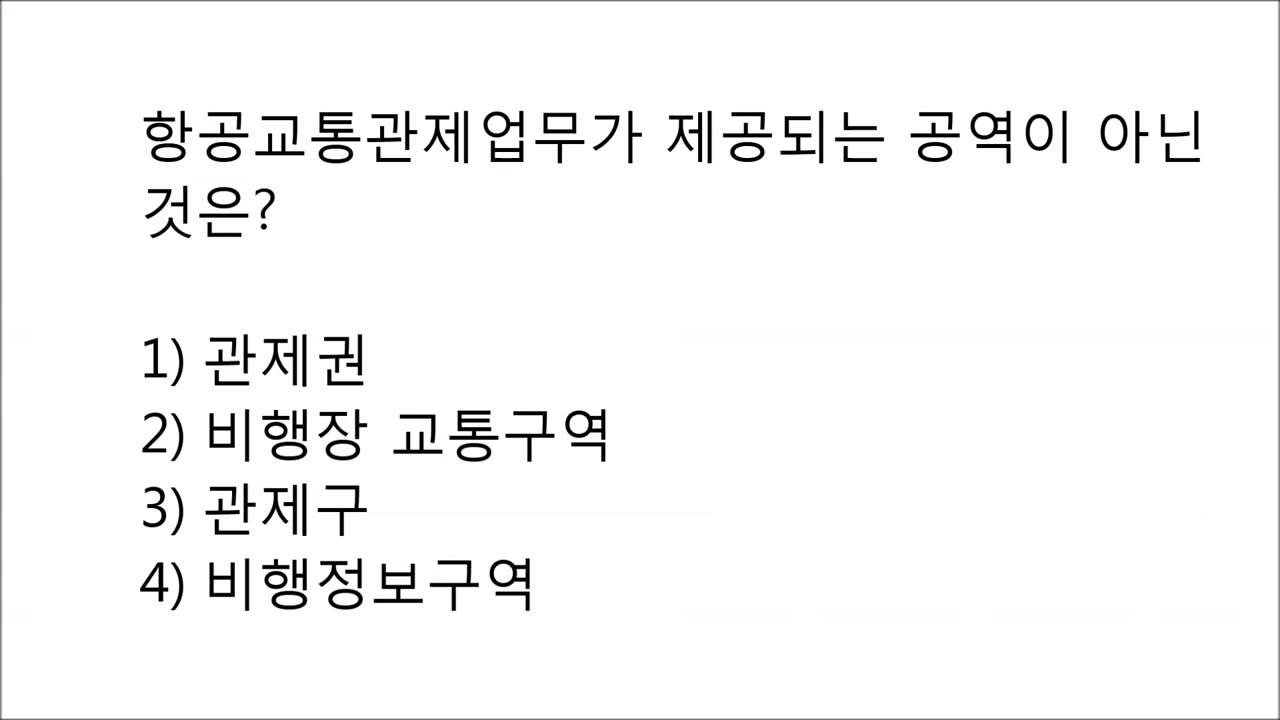 항공교통관제업무가 제공되는 공역이 아닌
것은?
1) 관제권
2) 비행장 교통구역
3) 관제구
4) 비행정보구역